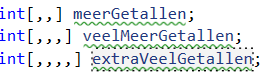 int[,,] meerGetallen;
int[,,,] veelMeerGetallen;
int[,,,,] extraVeelGetallen;